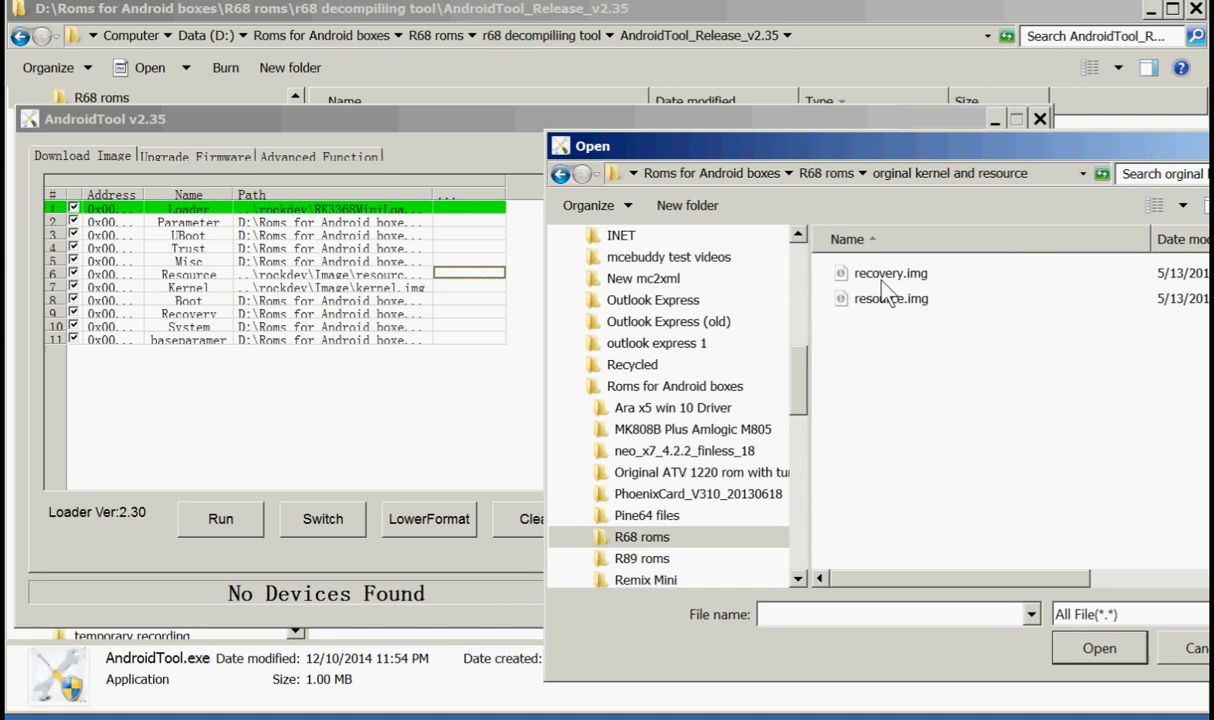 D:\Roms for Android boxes\R68 roms\r68 decompiliing tool\AndroidTool_Release_v2.35
Computer Data (D:) Roms for Android boxes R68 roms r68 decompiliing tool AndroidTool_Release_v2.35 Search AndroidTool_R...
Organize Open Burn New folder
R68 roms Name Date modified Type Size
AndroidTool v2.35
Download Image Upgrade Firmware Advanced Function
# Address Name Path ...
1 0x00... Loader ..\rockdev\RK3368MiniLoa...
2 0x00... Parameter D:\Roms for Android boxe...
3 0x00... UBoot D:\Roms for Android boxe...
4 0x00... Trust D:\Roms for Android boxe...
5 0x00... Misc D:\Roms for Android boxe...
6 0x00... Resource ..\rockdev\Image\resourc...
7 0x00... Kernel ..\rockdev\Image\kernel.img
8 0x00... Boot D:\Roms for Android boxe...
9 0x00... Recovery D:\Roms for Android boxe...
10 0x00... System D:\Roms for Android boxe...
11 0x00... baseparamer D:\Roms for Android boxe...
Loader Ver:2.30 Run Switch LowerFormat Clea
No Devices Found
temporary recording
AndroidTool.exe Date modified: 12/10/2014 11:54 PM Date created:
Application Size: 1.00 MB
Open
Roms for Android boxes R68 roms orginal kernel and resource Search orginal
Organize New folder
INET
mcebuddy test videos
New mc2xml
Outlook Express
Outlook Express (old)
outlook express 1
Recycled
Roms for Android boxes
Ara x5 win 10 Driver
MK808B Plus Amlogic M805
neo_x7_4.2.2_finless_18
Original ATV 1220 rom with tu
PhoenixCard_V310_20130618
Pine64 files
R68 roms
R89 roms
Remix Mini
Name Date mod
recovery.img 5/13/201
resource.img 5/13/201
File name: All File(*.*)
Open Can